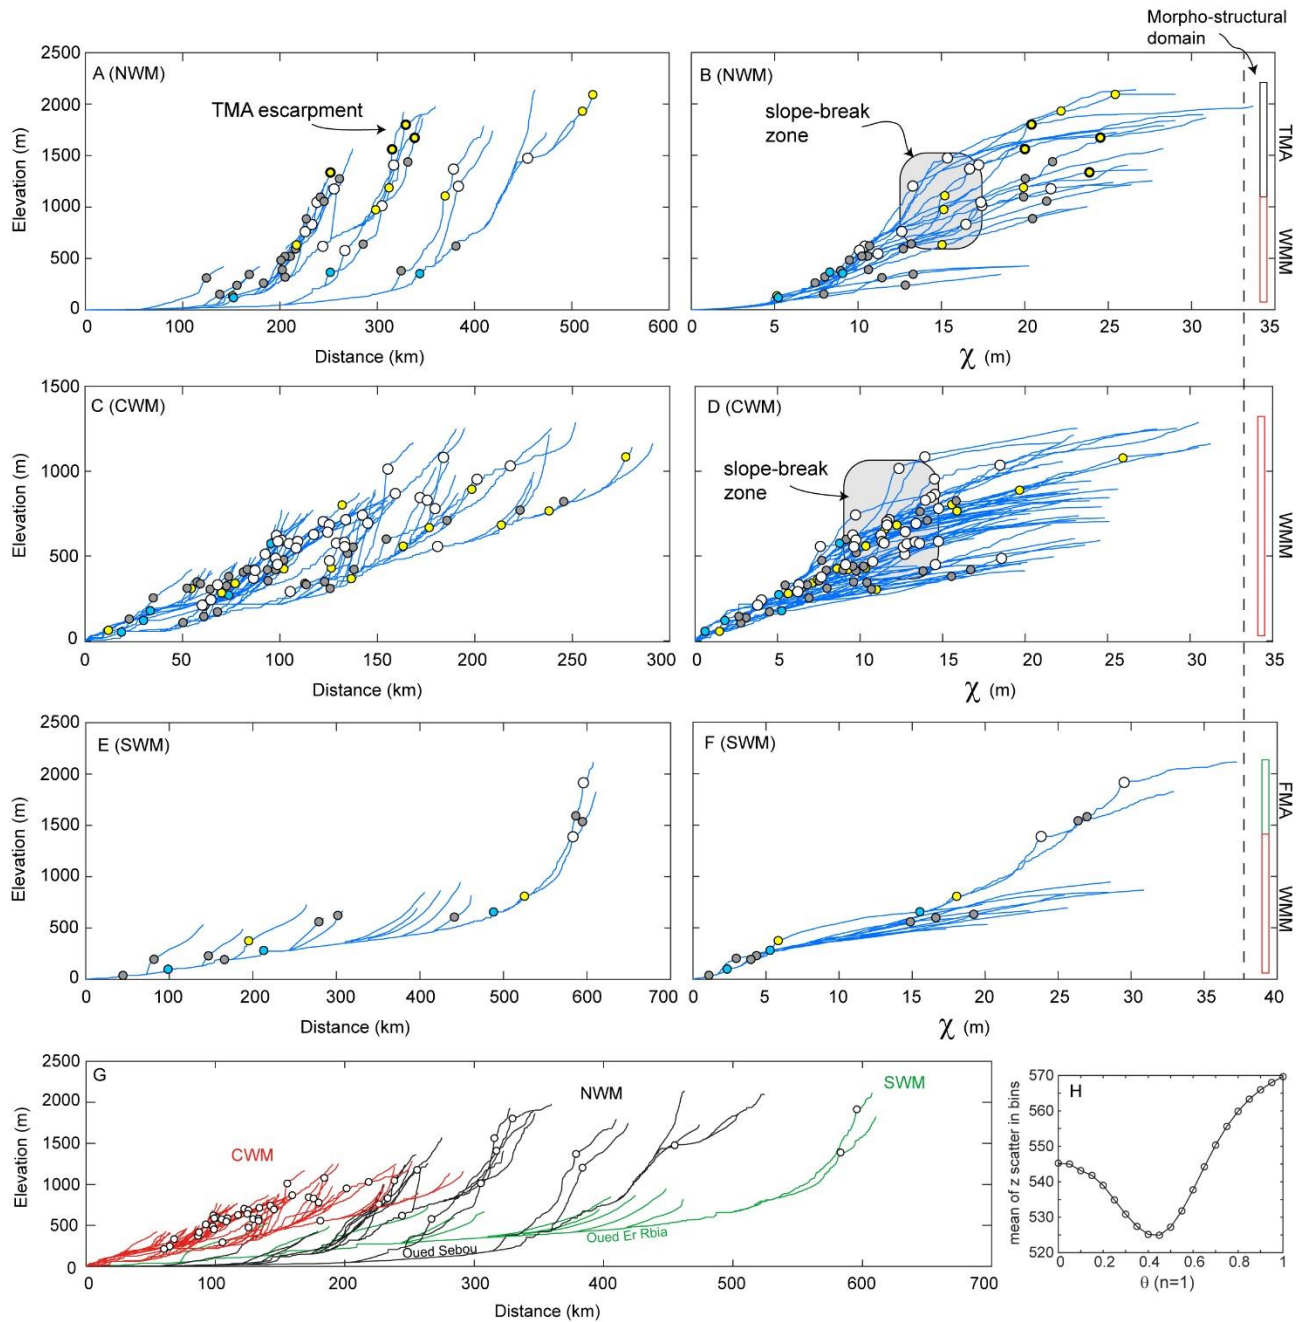 Morpho-structural
domain
A (NWM)
TMA escarpment
2500
2000
1500
1000
500
0
Elevation (m)
0
100
200
300
400
500
600
Distance (km)
B (NWM)
slope-break
zone
0
5
10
15
20
25
30
35
χ (m)
TMA
WMM
C (CWM)
1500
1000
500
0
Elevation (m)
0
50
100
150
200
250
300
Distance (km)
D (CWM)
slope-break
zone
0
5
10
15
20
25
30
35
χ (m)
WMM
E (SWM)
2500
2000
1500
1000
500
0
Elevation (m)
0
100
200
300
400
500
600
700
Distance (km)
F (SWM)
0
5
10
15
20
25
30
35
40
χ (m)
FMA
WMM
G
2500
2000
1500
1000
500
0
Elevation (m)
CWM
NWM
SWM
Oued Sebou
Oued Er Rbia
0
100
200
300
400
500
600
700
Distance (km)
H
570
560
550
540
530
520
mean of z scatter in bins
0
0.2
0.4
0.6
0.8
1
θ (n=1)